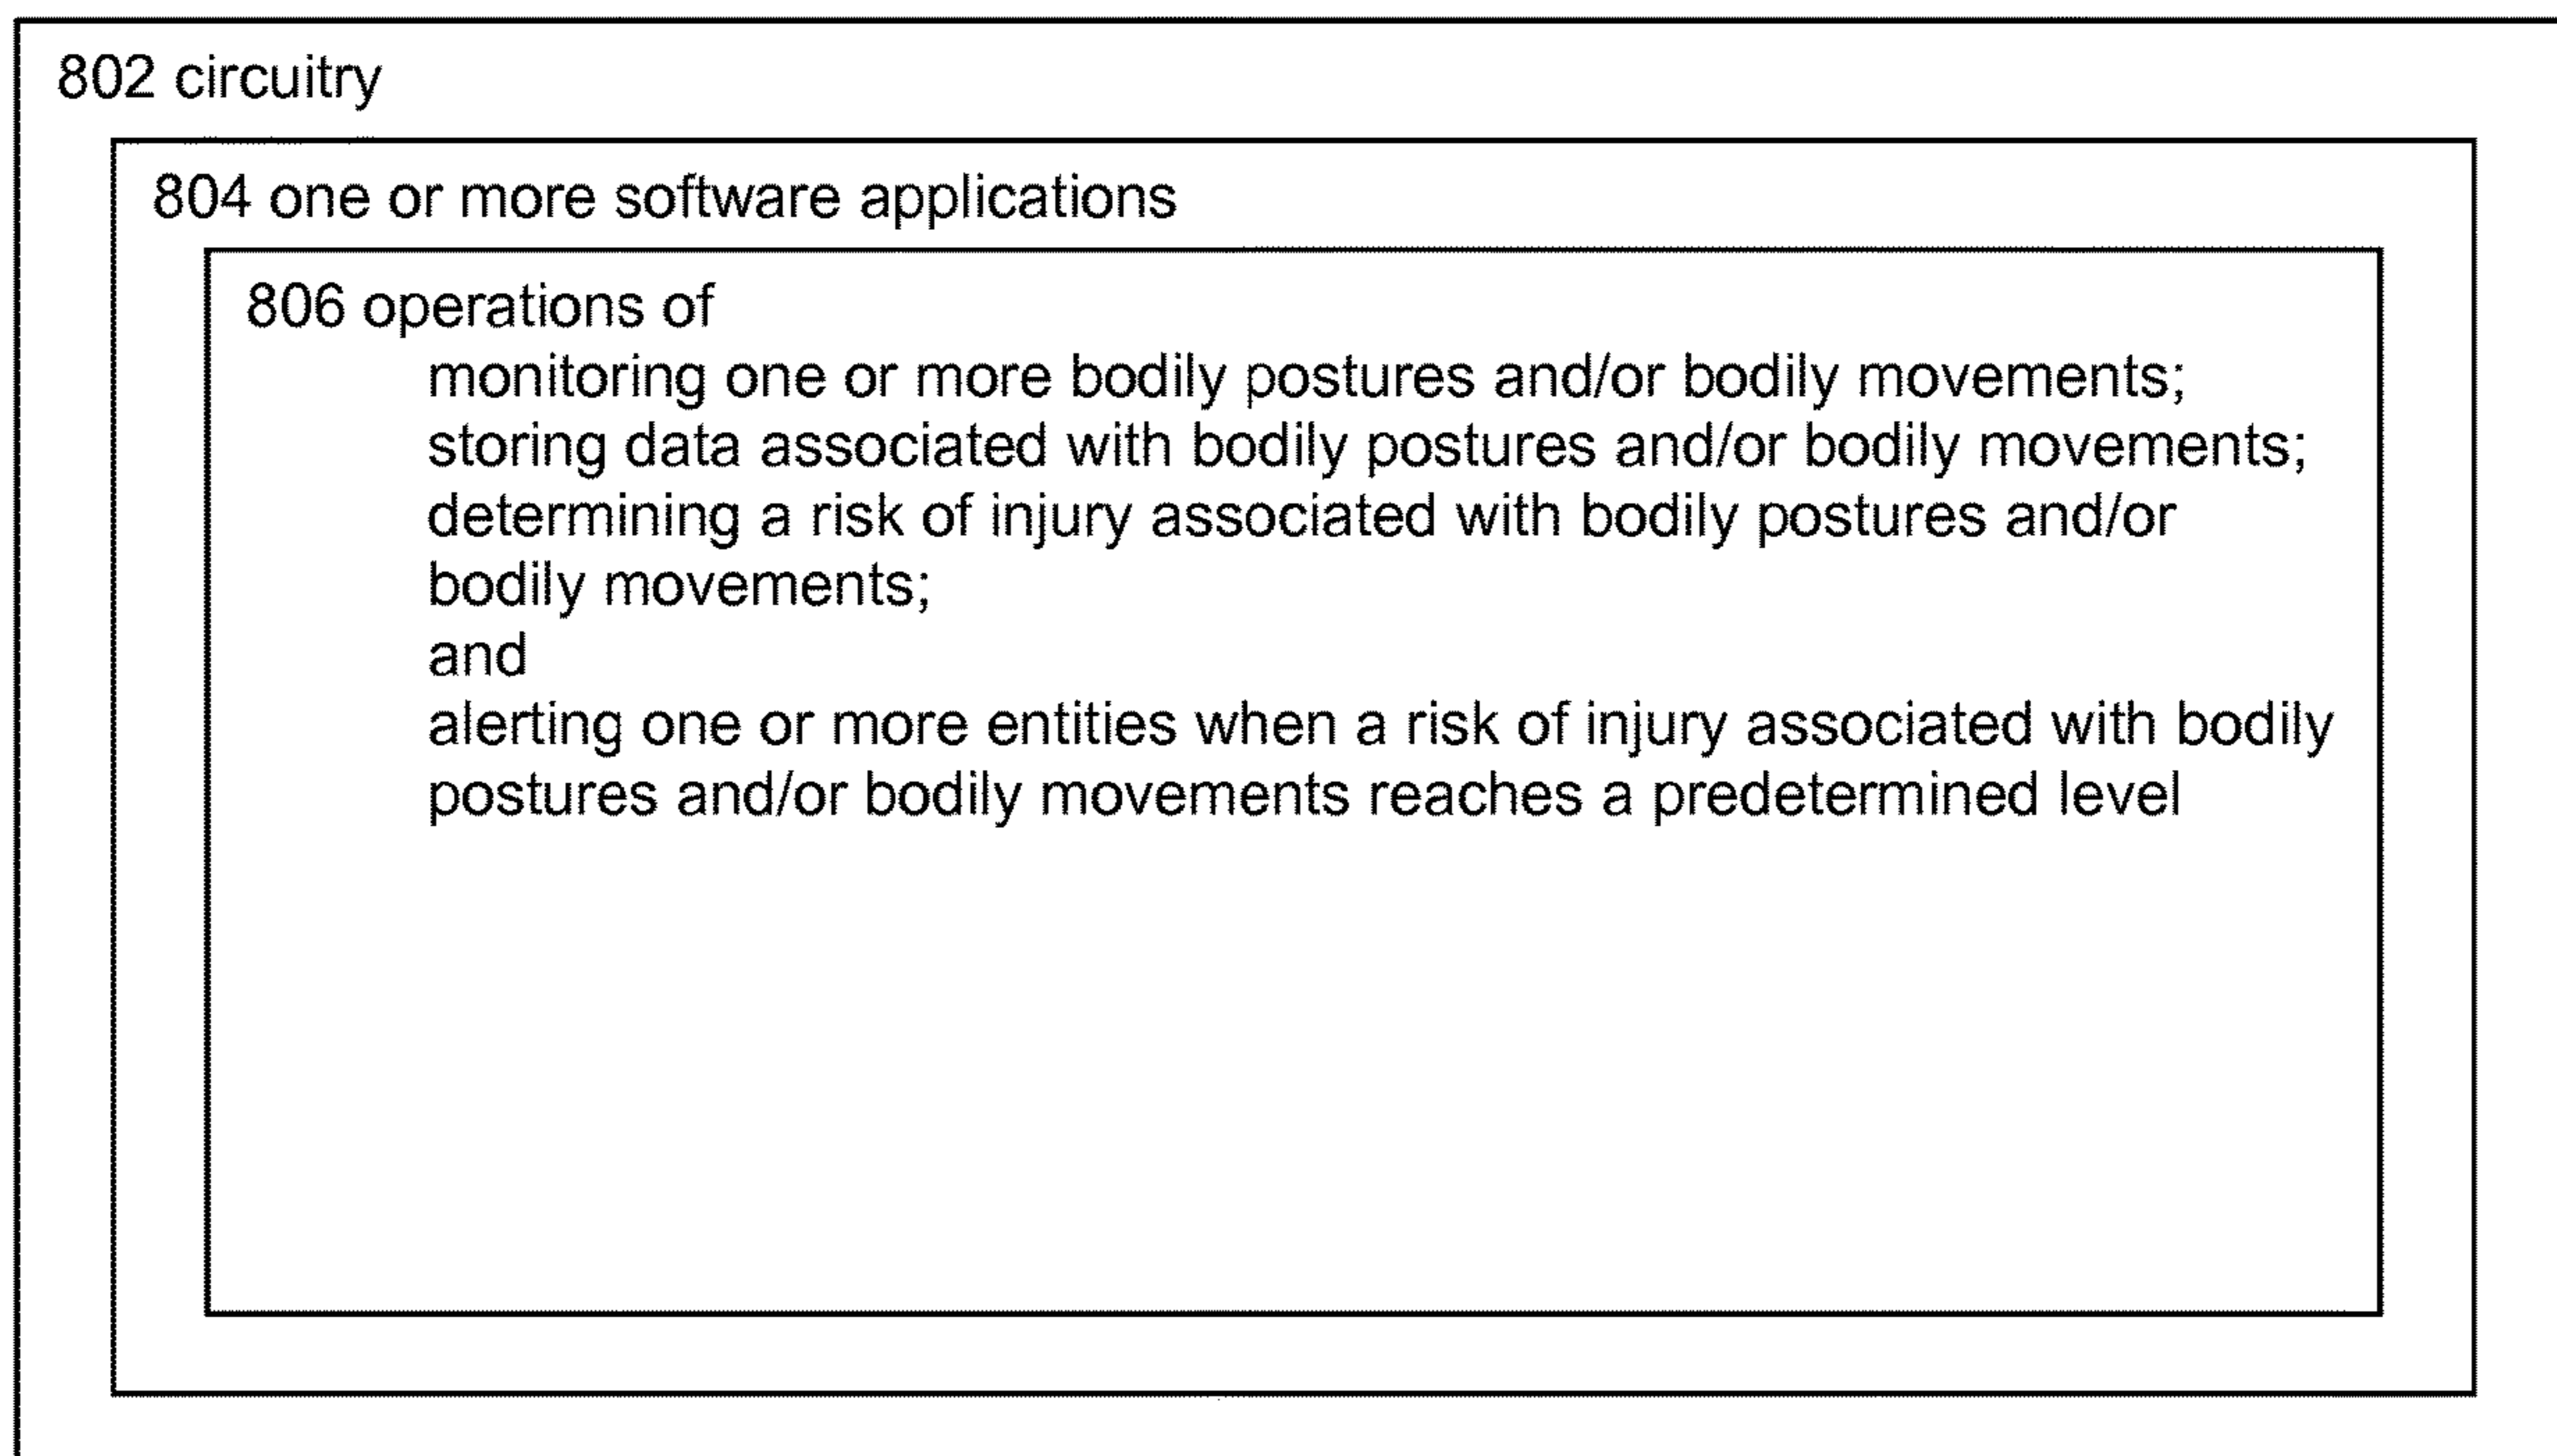 802 circuitry
804 one or more software applications
806 operations of
monitoring one or more bodily postures and/or bodily movements;
storing data associated with bodily postures and/or bodily movements;
determining a risk of injury associated with bodily postures and/or
bodily movements;
and
alerting one or more entities when a risk of injury associated with bodily
postures and/or bodily movements reaches a predetermined level